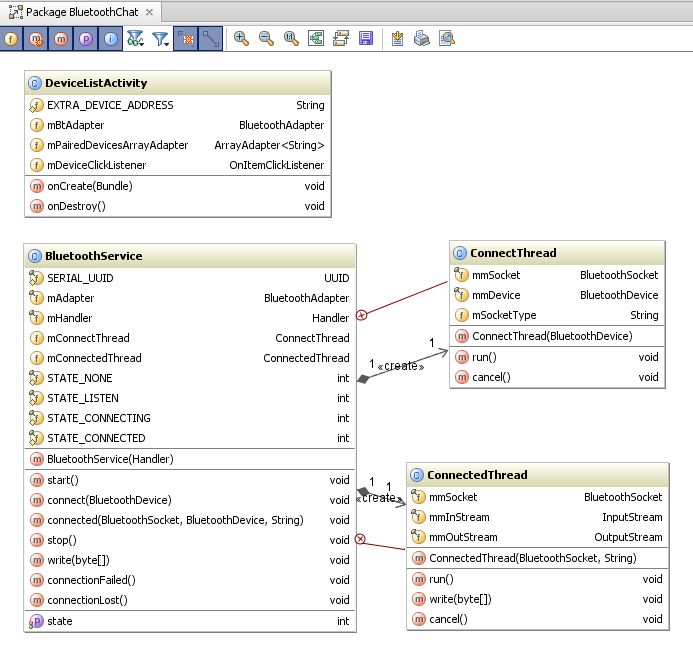 Package BluetoothChat
DeviceListActivity
EXTRA_DEVICE_ADDRESS String
mBtAdapter BluetoothAdapter
mPairedDevicesArrayAdapter ArrayAdapter<String>
mDeviceClickListener OnItemClickListener
onCreate(Bundle) void
onDestroy() void
BluetoothService
SERIAL_UUID UUID
mAdapter BluetoothAdapter
mHandler Handler
mConnectThread ConnectThread
mConnectedThread ConnectedThread
STATE_NONE int
STATE_LISTEN int
STATE_CONNECTING int
STATE_CONNECTED int
BluetoothService(Handler)
start() void
connect(BluetoothDevice) void
connected(BluetoothSocket, BluetoothDevice, String) void
stop() void
write(byte[]) void
connectionFailed() void
connectionLost() void
state int
ConnectThread
mmSocket BluetoothSocket
mmDevice BluetoothDevice
mSocketType String
ConnectThread(BluetoothDevice)
run() void
cancel() void
1
1 «create»
1 1
«create»
ConnectedThread
mmSocket BluetoothSocket
mmInStream InputStream
mmOutStream OutputStream
ConnectedThread(BluetoothSocket, String)
run() void
write(byte[]) void
cancel() void